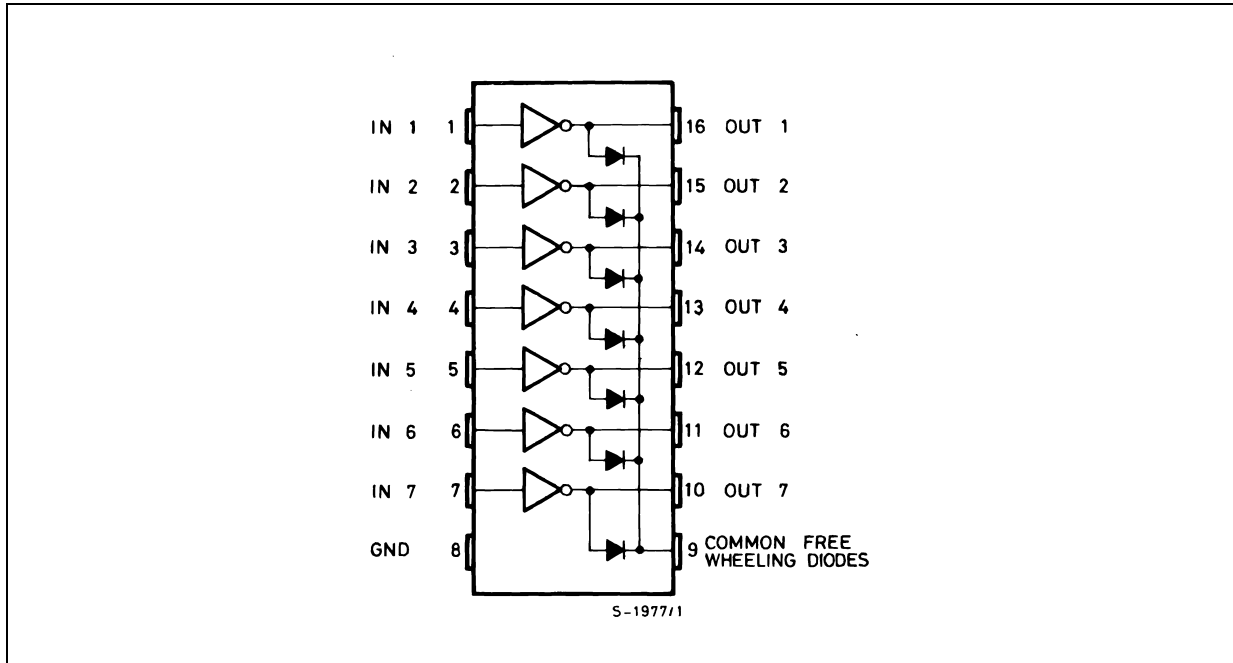 IN 1 1 16 OUT 1
IN 2 2 15 OUT 2
IN 3 3 14 OUT 3
IN 4 4 13 OUT 4
IN 5 5 12 OUT 5
IN 6 6 11 OUT 6
IN 7 7 10 OUT 7
GND 8 9 COMMON FREE
WHEELING DIODES
S-1977/1